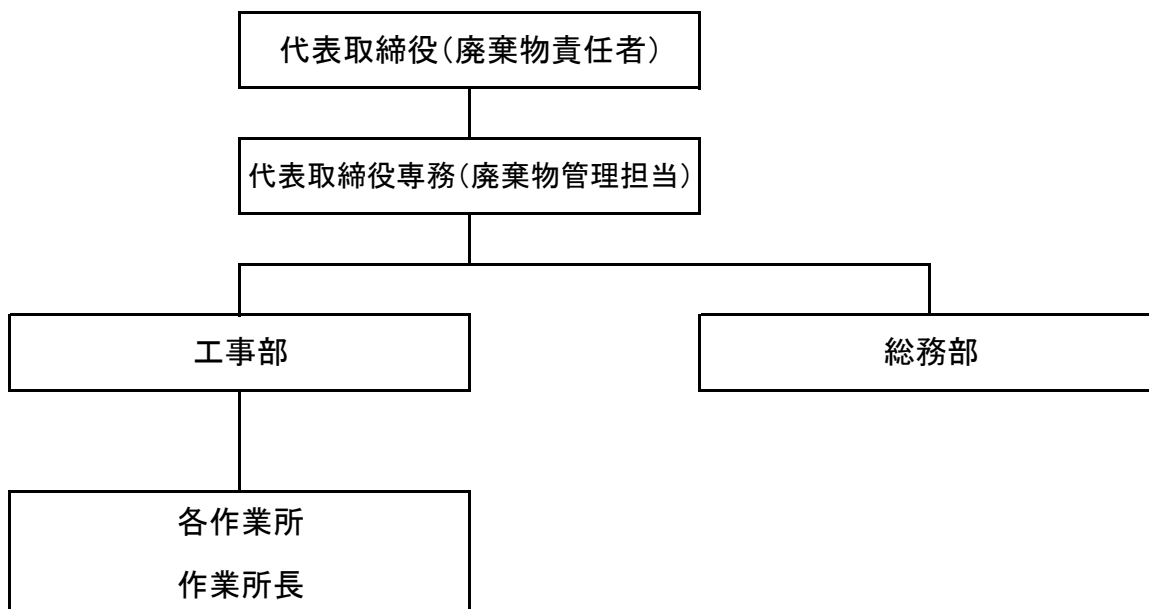 代表取締役(廃棄物責任者)
代表取締役専務(廃棄物管理担当)
工事部
総務部
各作業所
作業所長